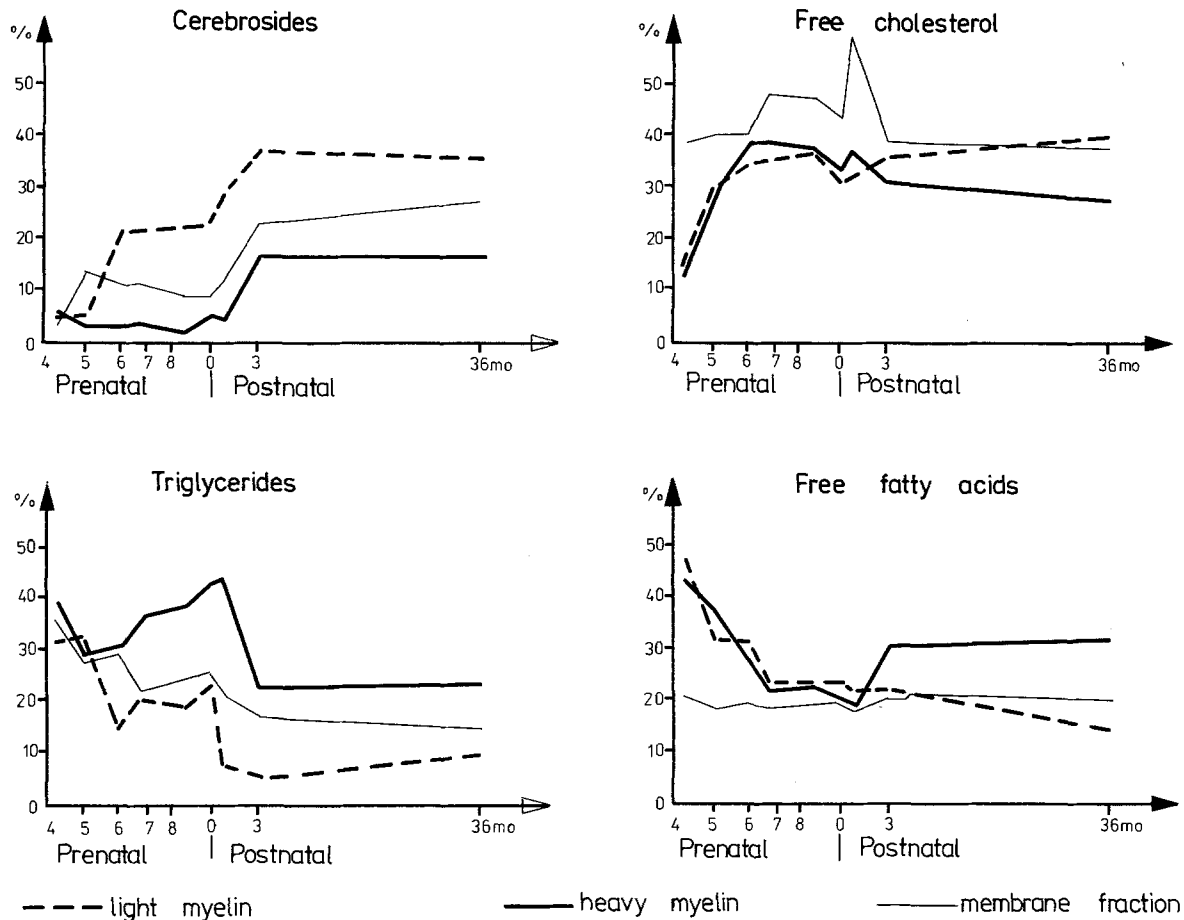 Cerebrosides
%
50
40
30
20
10
0
4 5 6 7 8 0 3 36mo
Prenatal | Postnatal
Free cholesterol
%
50
40
30
20
10
0
4 5 6 7 8 0 3 36mo
Prenatal | Postnatal
Triglycerides
%
50
40
30
20
10
0
4 5 6 7 8 0 3 36mo
Prenatal | Postnatal
Free fatty acids
%
50
40
30
20
10
0
4 5 6 7 8 0 3 36mo
Prenatal | Postnatal
light myelin heavy myelin membrane fraction